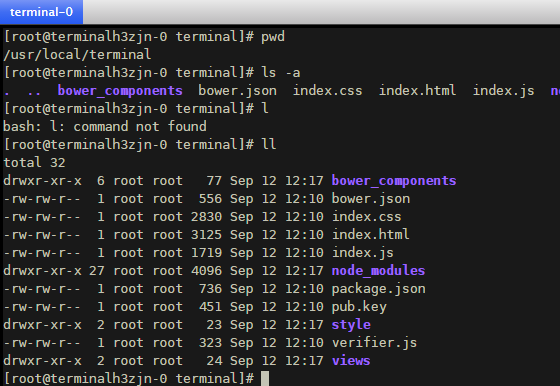 terminal-0
[root@terminalh3zjn-0 terminal]# pwd
/usr/local/terminal
[root@terminalh3zjn-0 terminal]# ls -a
.  ..  bower_components  bower.json  index.css  index.html  index.js
[root@terminalh3zjn-0 terminal]# l
bash: l: command not found
[root@terminalh3zjn-0 terminal]# ll
total 32
drwxr-xr-x  6 root root   77 Sep 12 12:17 bower_components
-rw-rw-r--  1 root root  556 Sep 12 12:10 bower.json
-rw-rw-r--  1 root root 2830 Sep 12 12:10 index.css
-rw-rw-r--  1 root root 3125 Sep 12 12:10 index.html
-rw-rw-r--  1 root root 1719 Sep 12 12:10 index.js
drwxr-xr-x 27 root root 4096 Sep 12 12:17 node_modules
-rw-rw-r--  1 root root  736 Sep 12 12:10 package.json
-rw-rw-r--  1 root root  451 Sep 12 12:10 pub.key
drwxr-xr-x  2 root root   23 Sep 12 12:17 style
-rw-rw-r--  1 root root  323 Sep 12 12:10 verifier.js
drwxr-xr-x  2 root root   24 Sep 12 12:17 views
[root@terminalh3zjn-0 terminal]#